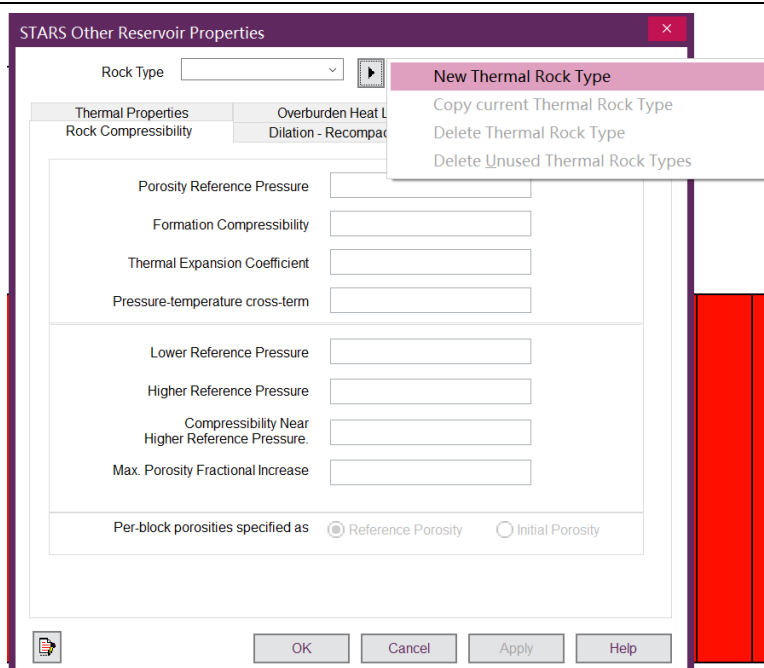 STARS Other Reservoir Properties
Rock Type
New Thermal Rock Type
Copy current Thermal Rock Type
Delete Thermal Rock Type
Delete Unused Thermal Rock Types
Thermal Properties
Overburden Heat L
Rock Compressibility
Dilation - Recompac
Porosity Reference Pressure
Formation Compressibility
Thermal Expansion Coefficient
Pressure-temperature cross-term
Lower Reference Pressure
Higher Reference Pressure
Compressibility Near
Higher Reference Pressure.
Max. Porosity Fractional Increase
Per-block porosities specified as
Reference Porosity
Initial Porosity
OK
Cancel
Apply
Help